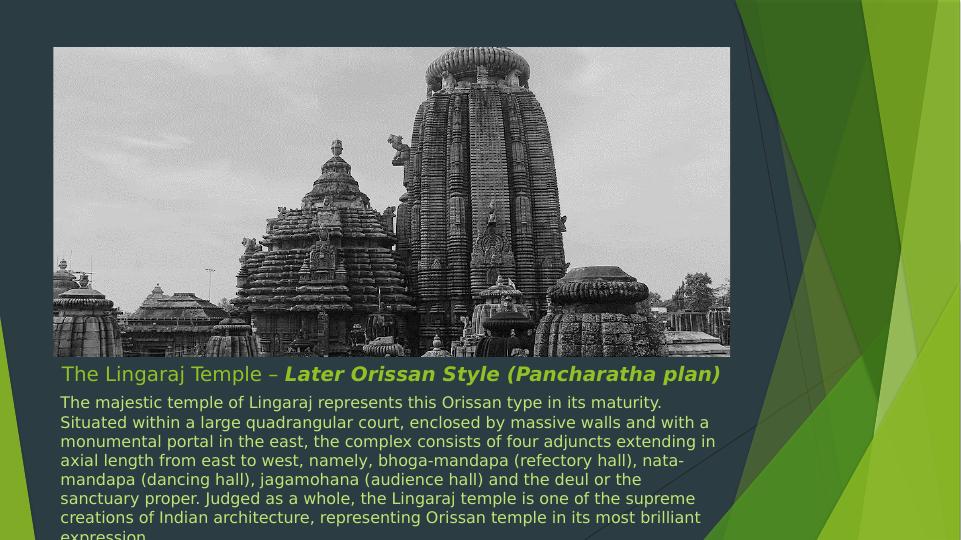 The Lingaraj Temple – Later Orissan Style (Pancharatha plan)
The majestic temple of Lingaraj represents this Orissan type in its maturity.
Situated within a large quadrangular court, enclosed by massive walls and with a
monumental portal in the east, the complex consists of four adjuncts extending in
axial length from east to west, namely, bhoga-mandapa (refectory hall), nata-
mandapa (dancing hall), jagamohana (audience hall) and the deul or the
sanctuary proper. Judged as a whole, the Lingaraj temple is one of the supreme
creations of Indian architecture, representing Orissan temple in its most brilliant
expression.